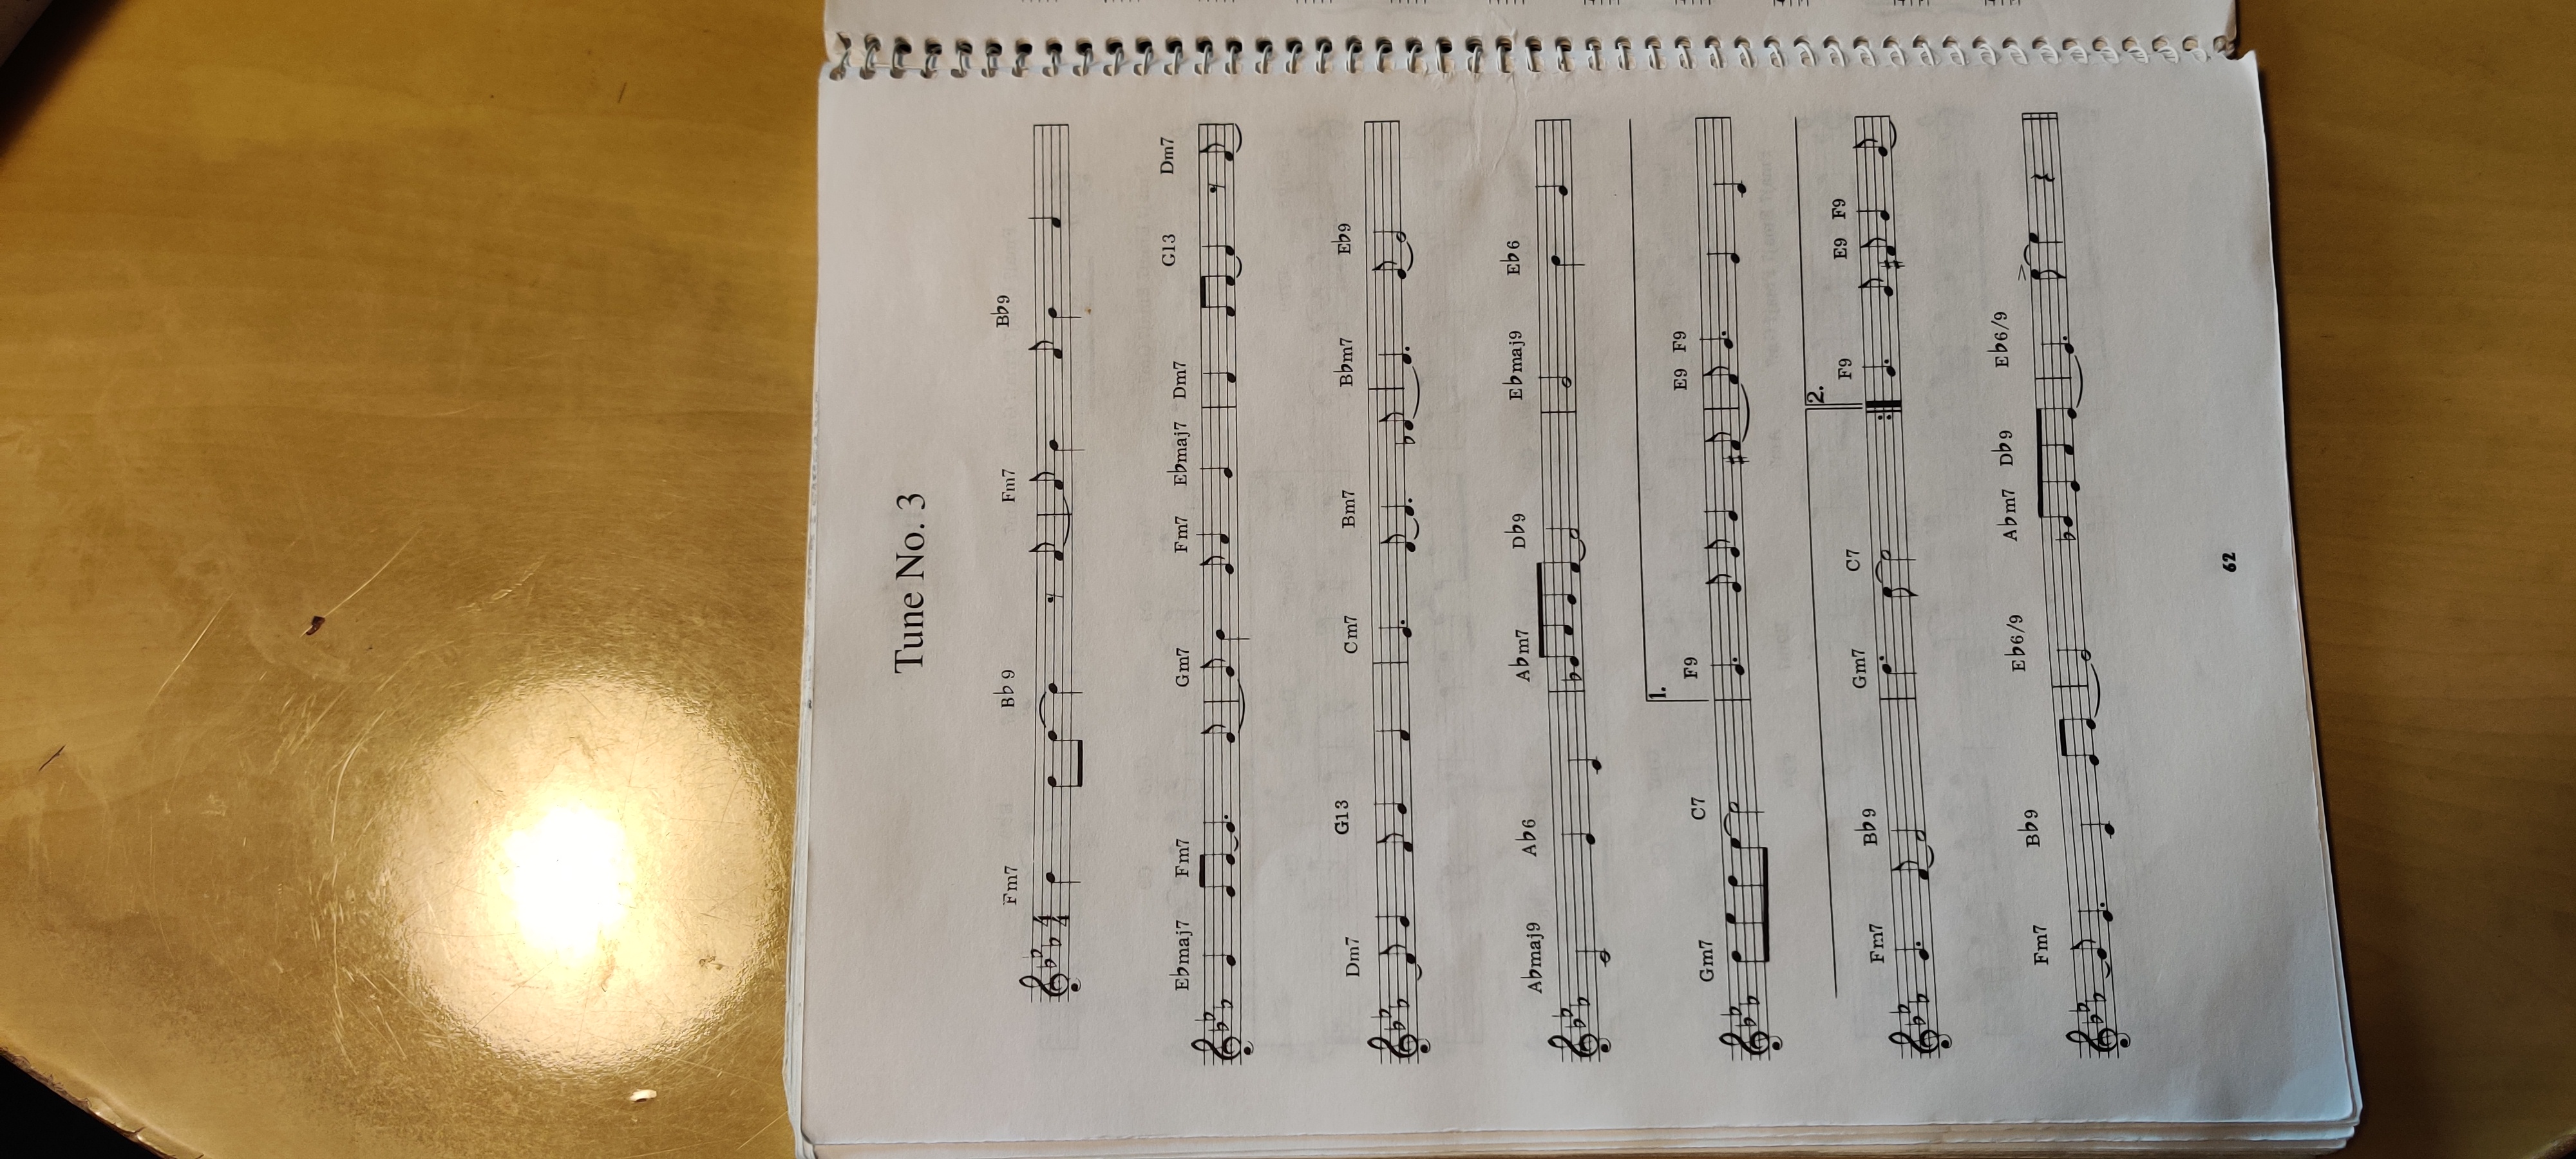 Tune No. 3
Fm7 B♭9 Fm7 B♭9
E♭maj7 Fm7 Gm7 Fm7 E♭maj7 Dm7 G13 Dm7
Dm7 G13 Cm7 Bm7 B♭m7 E♭9
A♭maj9 A♭6 A♭m7 D♭9 E♭maj9 E♭6
1.
Gm7 C7 F9 E9 F9
2.
Fm7 B♭9 Gm7 C7 F9 E9 F9
Fm7 B♭9 E♭6/9 A♭m7 D♭9 E♭6/9
62